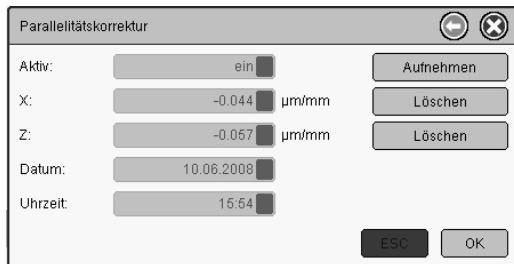 Parallelitätskorrektur
Aktiv: ein Aufnehmen
X: -0.044 µm/mm Löschen
Z: -0.057 µm/mm Löschen
Datum: 10.06.2008
Uhrzeit: 15:54
ESC OK